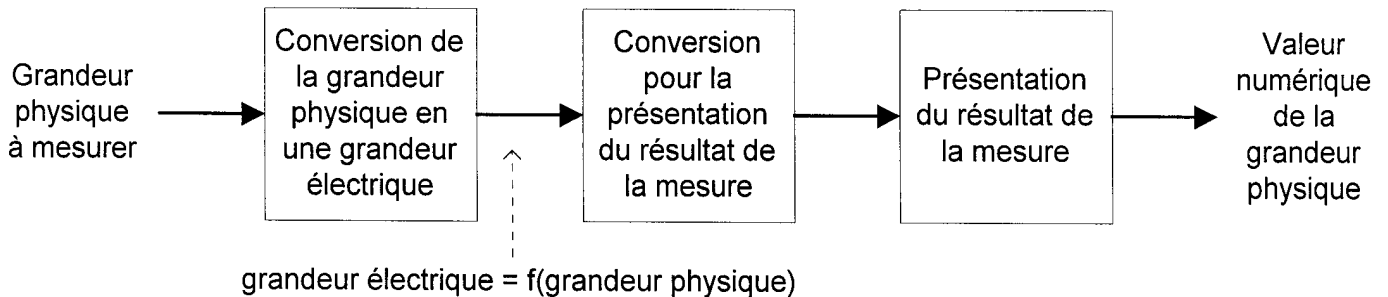 Grandeur
physique
à mesurer
Conversion de
la grandeur
physique en
une grandeur
électrique
Conversion
pour la
présentation
du résultat de
la mesure
Présentation
du résultat de
la mesure
Valeur
numérique
de la
grandeur
physique
grandeur électrique = f(grandeur physique)